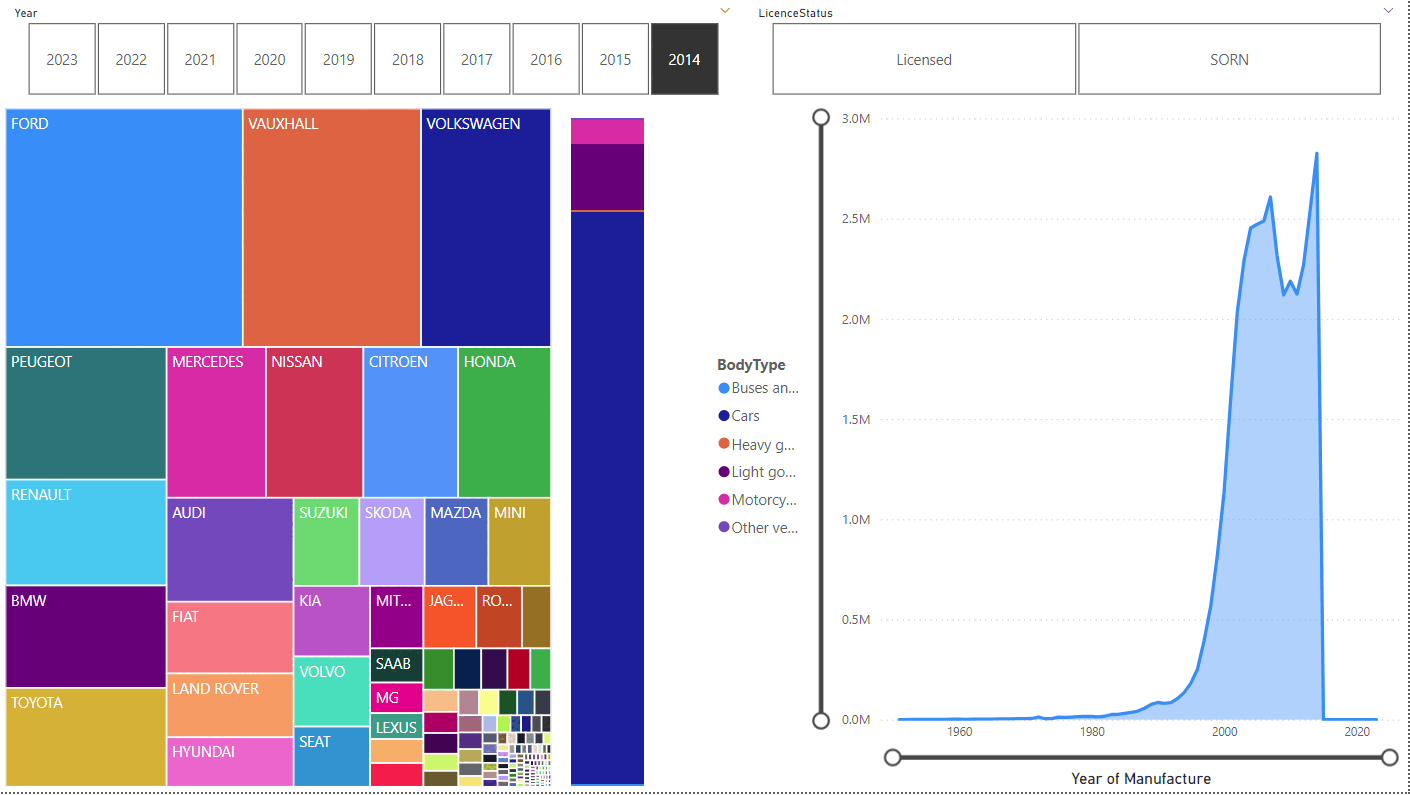 Year
LicenceStatus
2023
2022
2021
2020
2019
2018
2017
2016
2015
2014
Licensed
SORN
FORD
VAUXHALL
VOLKSWAGEN
PEUGEOT
MERCEDES
NISSAN
CITROEN
HONDA
RENAULT
AUDI
SUZUKI
SKODA
MAZDA
MINI
BMW
FIAT
KIA
MIT...
JAG...
RO...
SAAB
VOLVO
LAND ROVER
MG
TOYOTA
LEXUS
SEAT
HYUNDAI
BodyType
Buses an...
Cars
Heavy g...
Light go...
Motorcy...
Other ve...
3.0M
2.5M
2.0M
1.5M
1.0M
0.5M
0.0M
1960
1980
2000
2020
Year of Manufacture